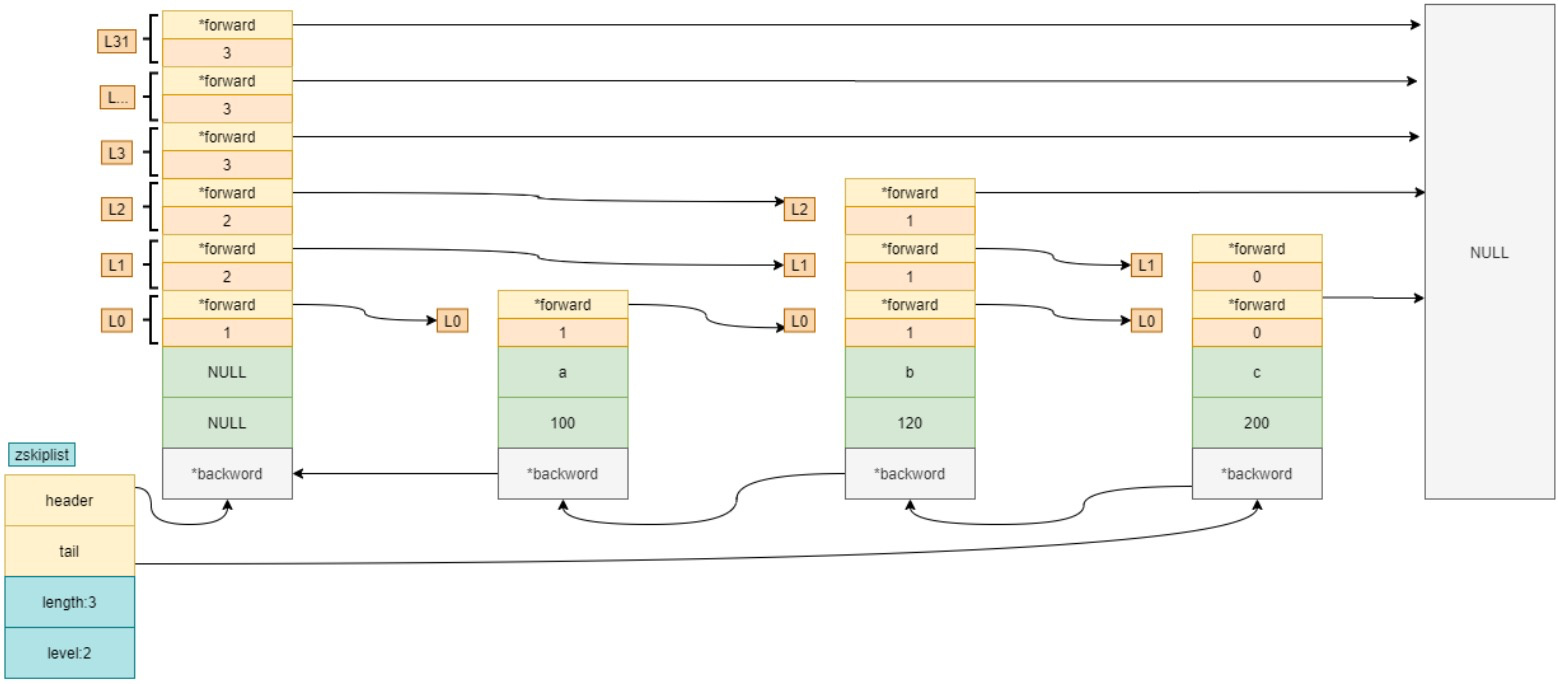 L31
*forward
3
L...
*forward
3
L3
*forward
3
L2
*forward
2
L1
*forward
2
L0
*forward
1
NULL
NULL
*backword
L0
*forward
1
a
100
*backword
L2
L1
L0
*forward
1
*forward
1
*forward
1
b
120
*backword
L1
L0
*forward
0
*forward
0
c
200
*backword
NULL
zskiplist
header
tail
length:3
level:2